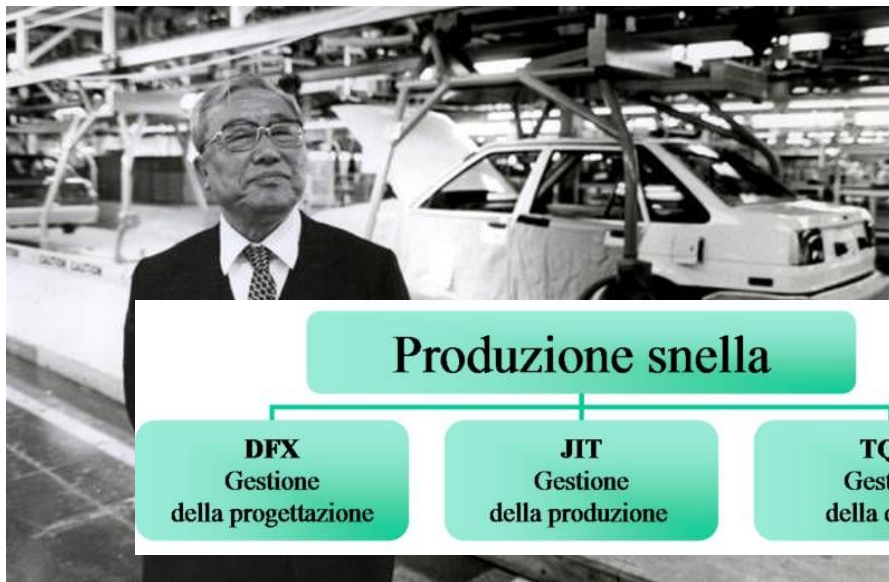 CAUTION CAUTION
Produzione snella
DFX
Gestione
della progettazione
JIT
Gestione
della produzione